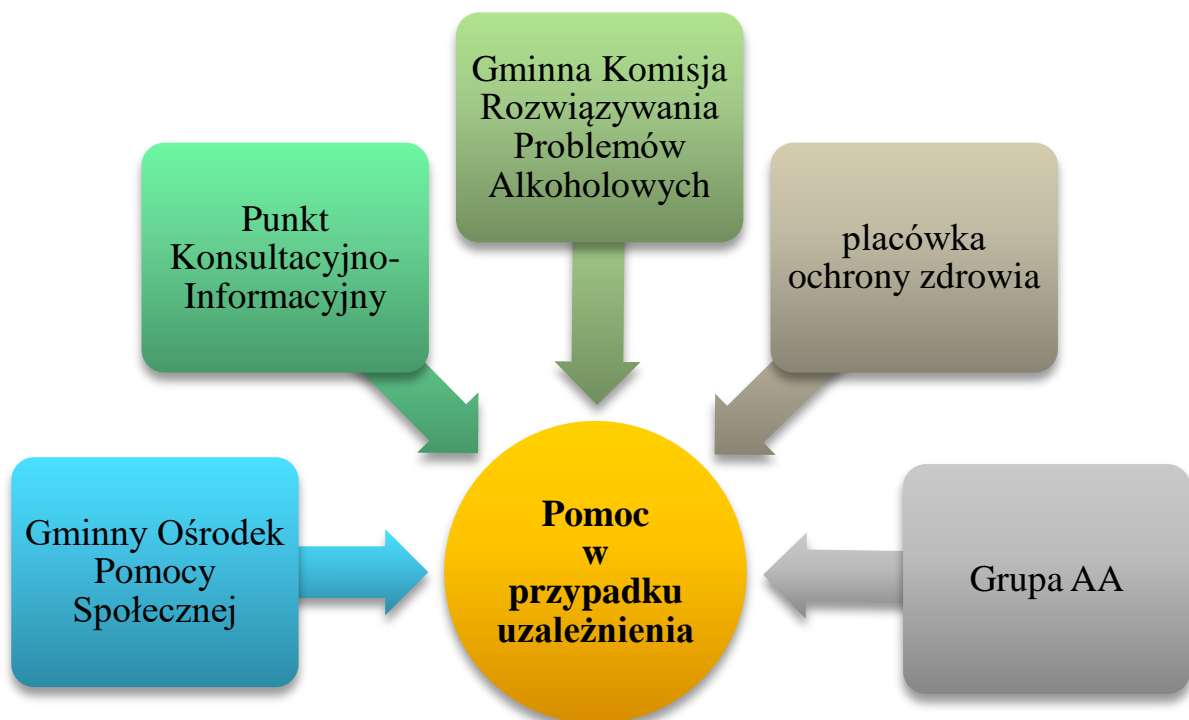 Gminna Komisja
Rozwiązywania
Problemów
Alkoholowych
Punkt
Konsultacyjno-
Informacyjny
placówka
ochrony zdrowia
Gminny Ośrodek
Pomocy
Społecznej
Pomoc
w
przypadku
uzależnienia
Grupa AA